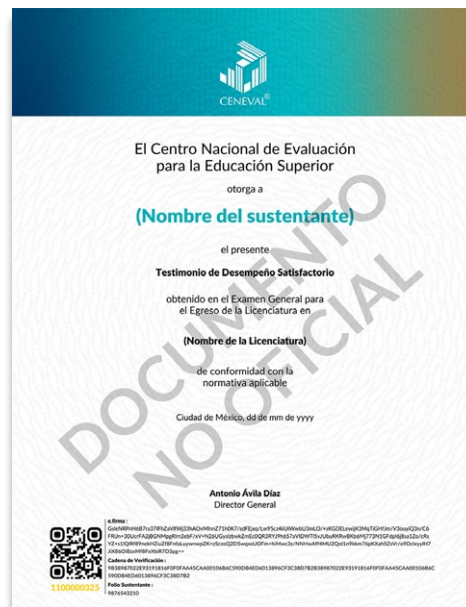 CENEVAL®
El Centro Nacional de Evaluación
para la Educación Superior
otorga a
(Nombre del sustentante)
el presente
Testimonio de Desempeño Satisfactorio
obtenido en el Examen General para
el Egreso de la Licenciatura en
(Nombre de la Licenciatura)
de conformidad con la
normativa aplicable
Ciudad de México, dd de mm de yyyy
DOCUMENTO
NO OFICIAL
Antonio Ávila Díaz
Director General
e.firma :
Cadena de Verificación :
Folio Sustentante :
9876543210
1100000325